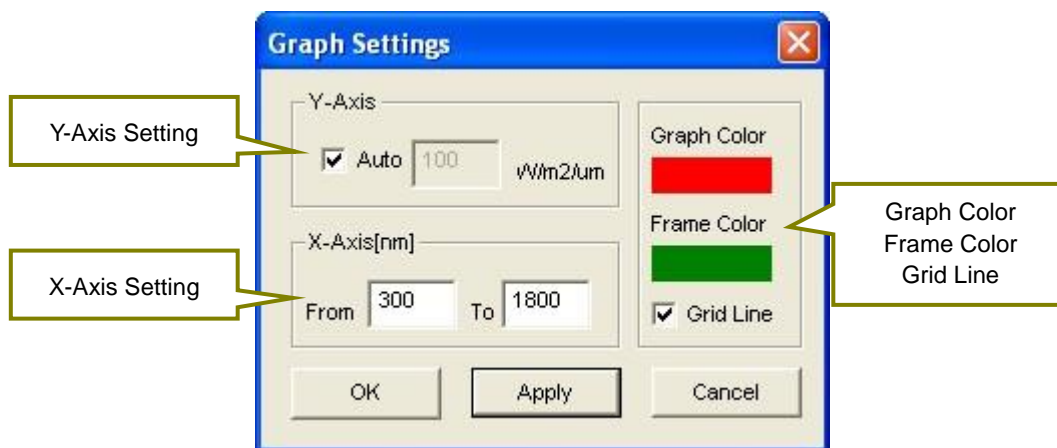 Graph Settings
Y-Axis Setting
Y-Axis
Auto
100
W/m2/um
X-Axis Setting
X-Axis[nm]
From
300
To
1800
Graph Color
Frame Color
Grid Line
Graph Color
Frame Color
Grid Line
OK
Apply
Cancel